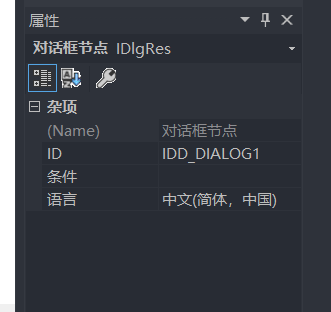 属性
对话框节点 IDlgRes
杂项
(Name) 对话框节点
ID IDD_DIALOG1
条件
语言 中文(简体，中国)